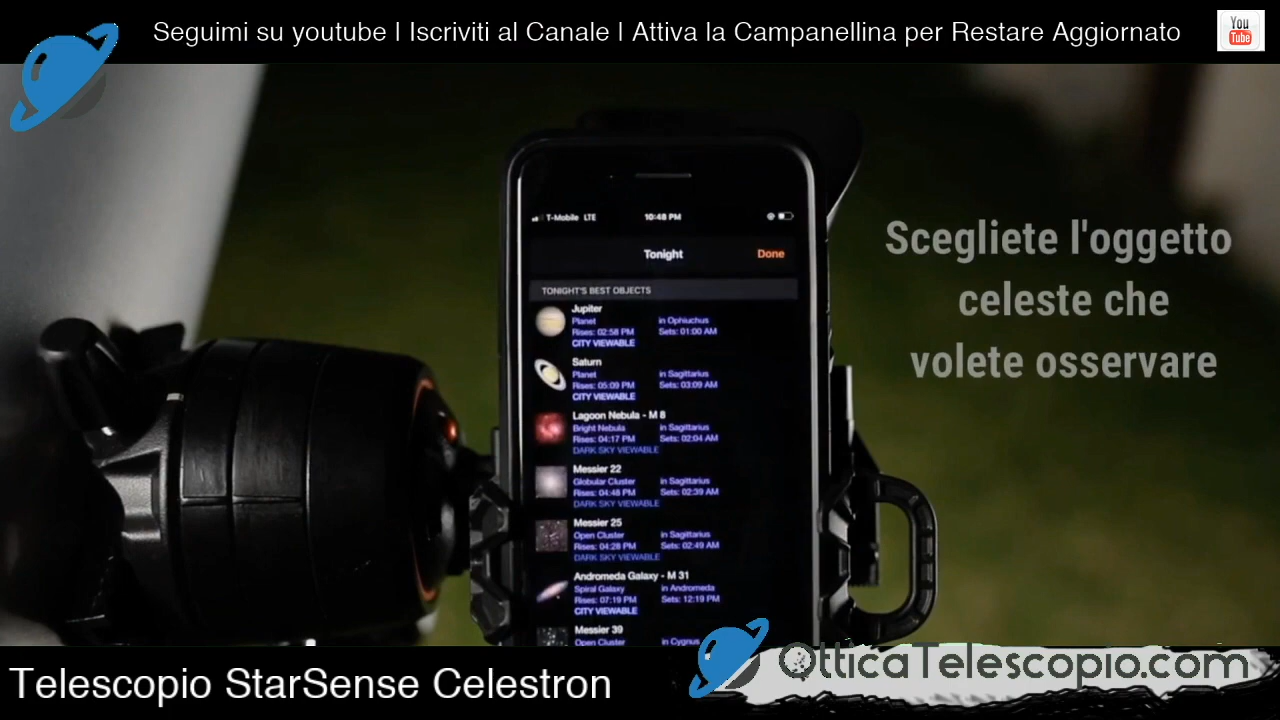 Seguimi su youtube | Iscriviti al Canale | Attiva la Campanellina per Restare Aggiornato
You
Tube
T-Mobile LTE 10:48 PM
Tonight Done
TONIGHT'S BEST OBJECTS
Jupiter
Planet in Ophiuchus
Rises: 02:58 PM Sets: 01:00 AM
CITY VIEWABLE
Saturn
Planet in Sagittarius
Rises: 05:09 PM Sets: 03:09 AM
CITY VIEWABLE
Lagoon Nebula - M 8
Bright Nebula in Sagittarius
Rises: 04:17 PM Sets: 02:04 AM
DARK SKY VIEWABLE
Messier 22
Globular Cluster in Sagittarius
Rises: 04:48 PM Sets: 02:39 AM
DARK SKY VIEWABLE
Messier 25
Open Cluster in Sagittarius
Rises: 04:28 PM Sets: 02:49 AM
DARK SKY VIEWABLE
Andromeda Galaxy - M 31
Spiral Galaxy in Andromeda
Rises: 07:19 PM Sets: 12:19 PM
CITY VIEWABLE
Messier 39
Open Cluster in Cygnus
Scegliete l'oggetto
celeste che
volete osservare
Telescopio StarSense Celestron
OtticaTelescopio.com